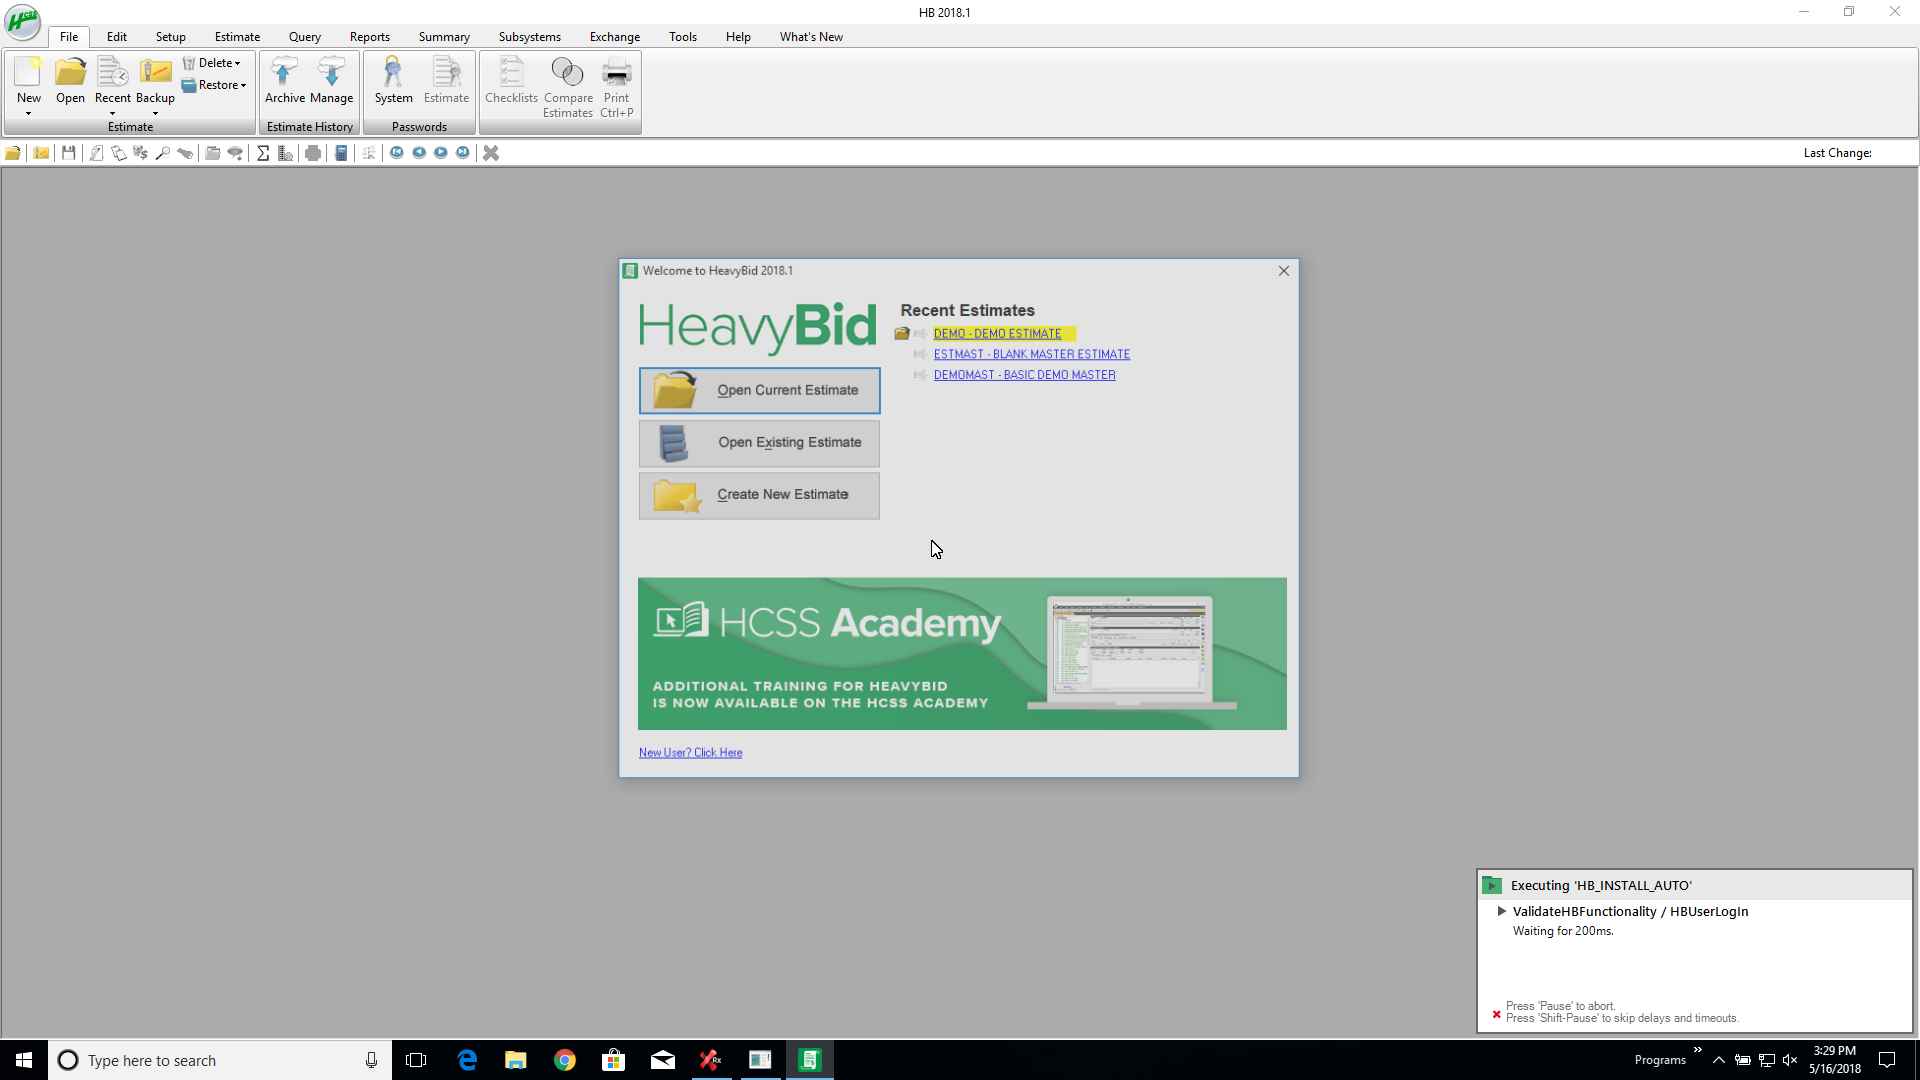 HB 2018.1
HCSS
File Edit Setup Estimate Query Reports Summary Subsystems Exchange Tools Help What's New
New Open Recent Backup Delete Restore
Estimate
Archive Manage
Estimate History
System Estimate
Passwords
Checklists Compare Estimates Print Ctrl+P
Last Change:
Welcome to HeavyBid 2018.1
HeavyBid
Open Current Estimate
Open Existing Estimate
Create New Estimate
Recent Estimates
DEMO - DEMO ESTIMATE
ESTMAST - BLANK MASTER ESTIMATE
DEMOMAST - BASIC DEMO MASTER
HCSS Academy
ADDITIONAL TRAINING FOR HEAVYBID
IS NOW AVAILABLE ON THE HCSS ACADEMY
New User? Click Here
Executing 'HB_INSTALL_AUTO'
ValidateHBFunctionality / HBUserLogIn
Waiting for 200ms.
Press 'Pause' to abort.
Press 'Shift-Pause' to skip delays and timeouts.
Type here to search
Rx
Programs
3:29 PM
5/16/2018